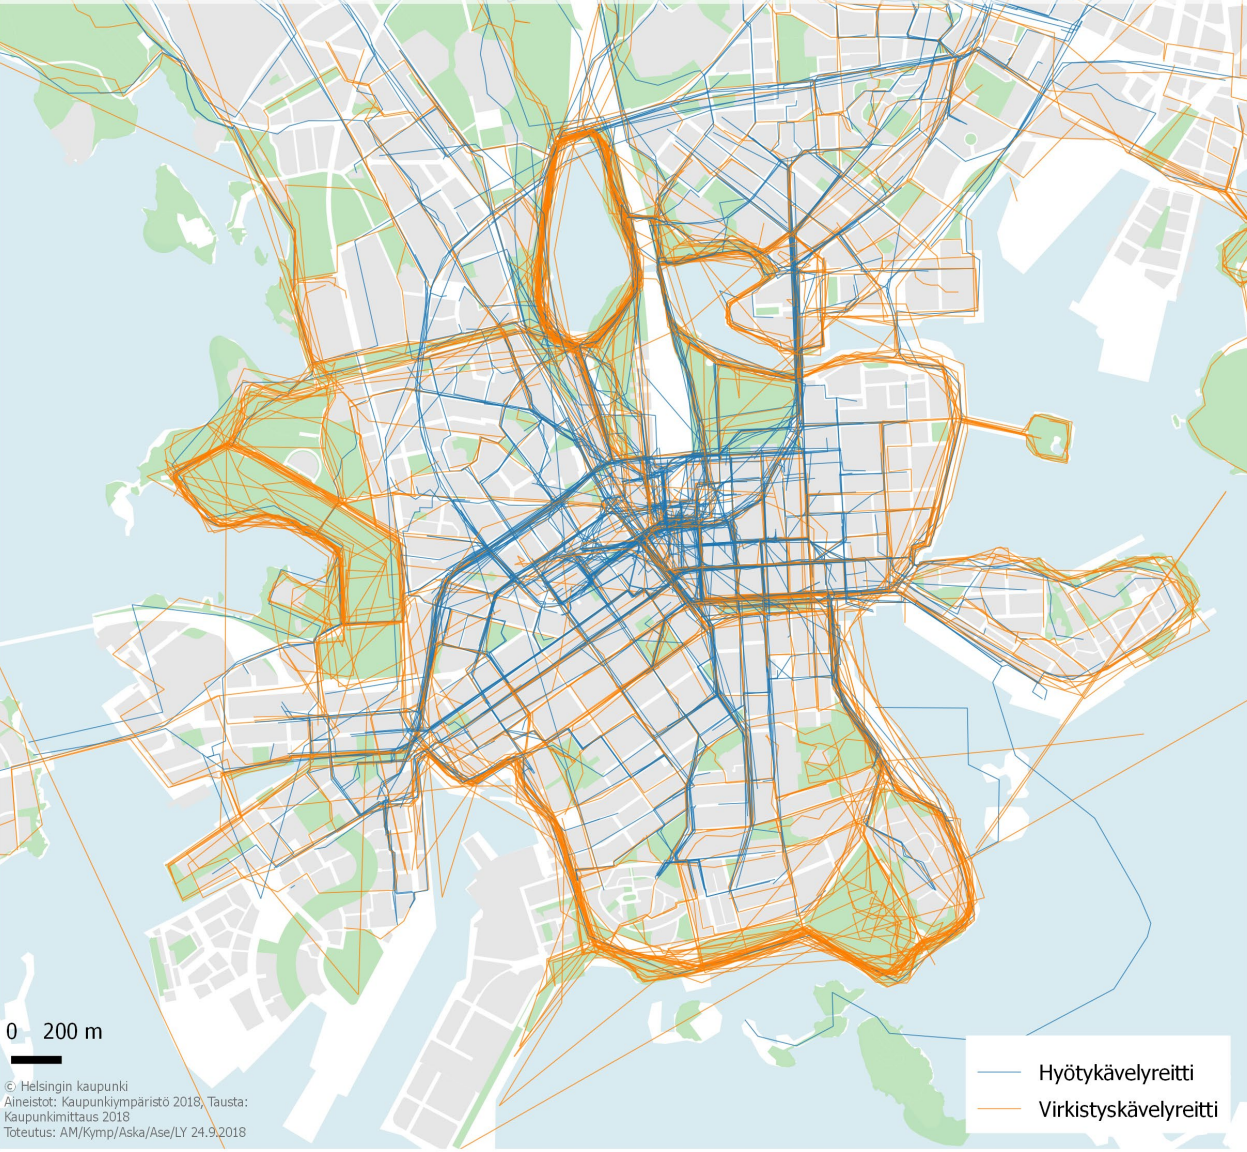 0 200 m
© Helsingin kaupunki
Aineistot: Kaupunkiympäristö 2018, Tausta:
Kaupunkimittaus 2018
Toteutus: AM/Kymp/Aska/Ase/LY 24.9.2018
Hyötykävelyreitti
Virkistyskävelyreitti